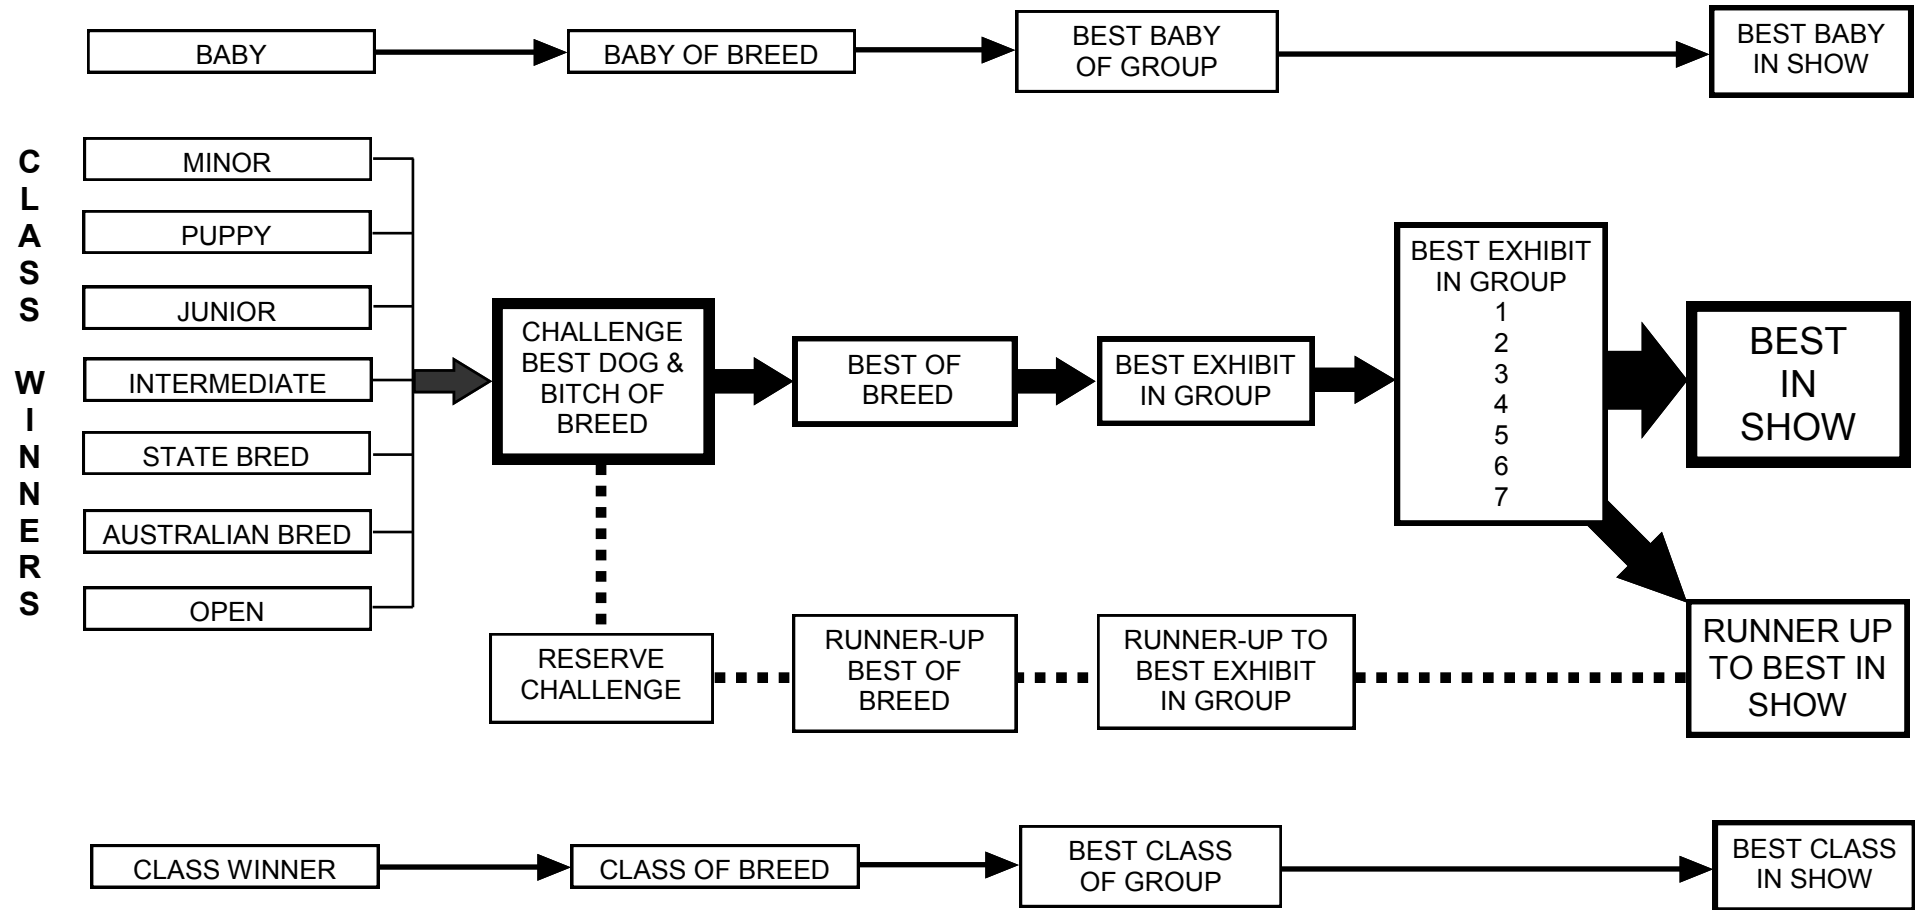 BABY
BABY OF BREED
BEST BABY
OF GROUP
BEST BABY
IN SHOW
CLASS WINNERS
MINOR
PUPPY
JUNIOR
INTERMEDIATE
STATE BRED
AUSTRALIAN BRED
OPEN
CHALLENGE
BEST DOG &
BITCH OF
BREED
BEST OF
BREED
BEST EXHIBIT
IN GROUP
BEST EXHIBIT
IN GROUP
1
2
3
4
5
6
7
BEST
IN
SHOW
RESERVE
CHALLENGE
RUNNER-UP
BEST OF
BREED
RUNNER-UP TO
BEST EXHIBIT
IN GROUP
RUNNER UP
TO BEST IN
SHOW
CLASS WINNER
CLASS OF BREED
BEST CLASS
OF GROUP
BEST CLASS
IN SHOW